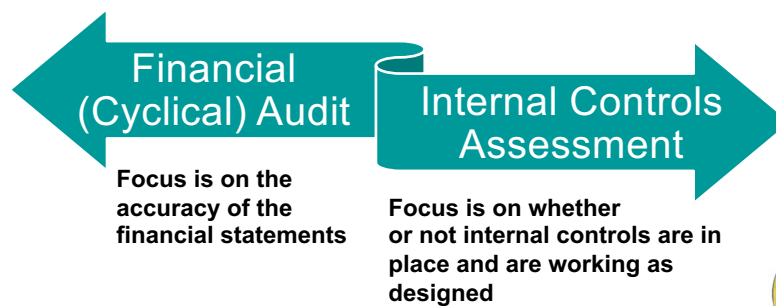 Financial
(Cyclical) Audit
Internal Controls
Assessment
Focus is on the
accuracy of the
financial statements
Focus is on whether
or not internal controls are in
place and are working as
designed